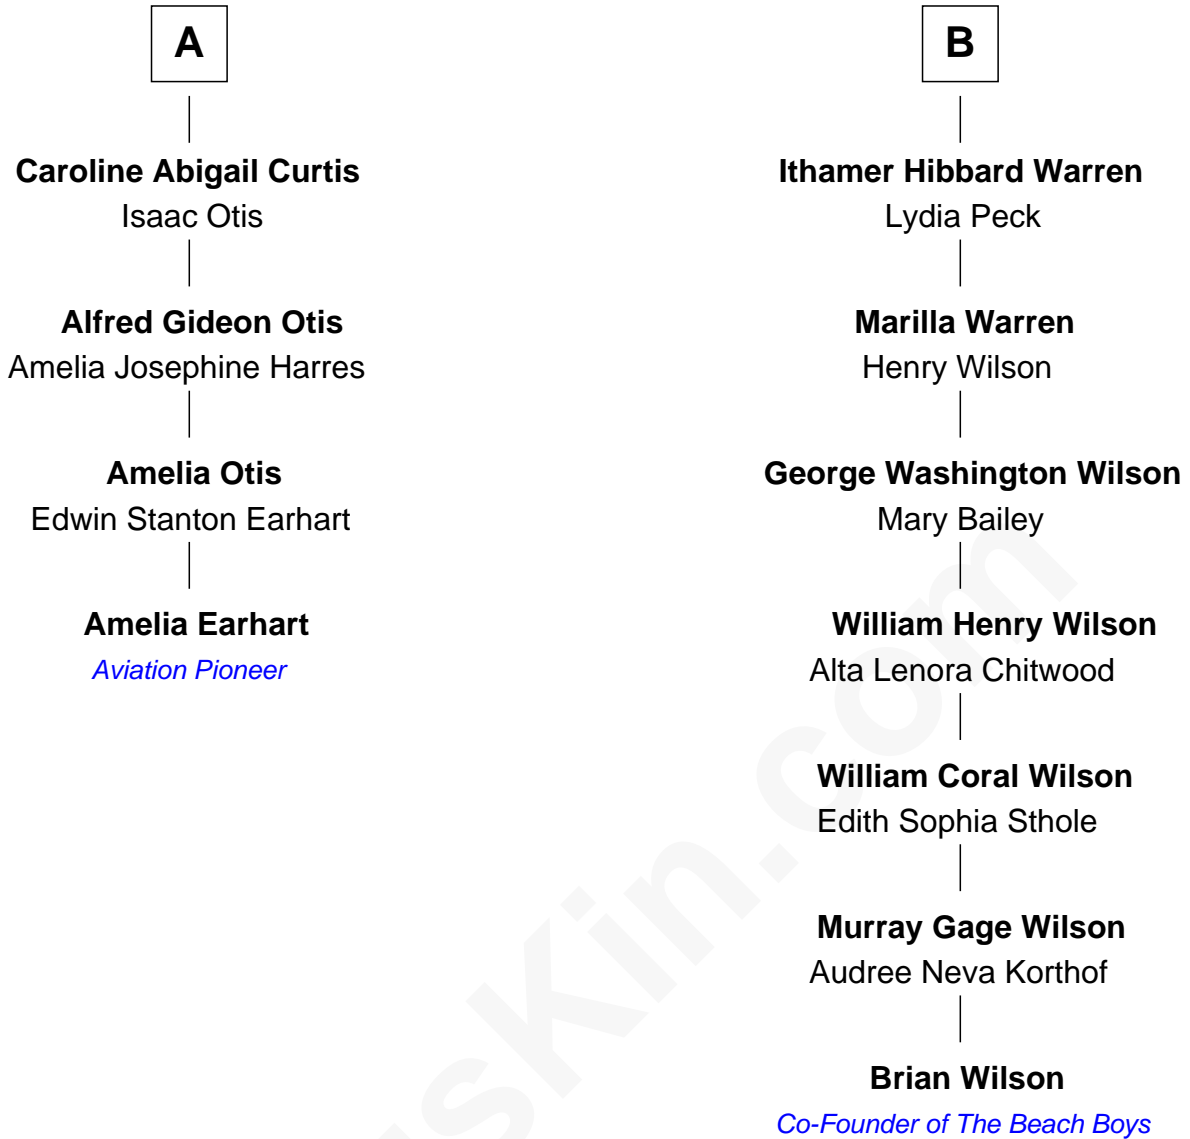 A
Caroline Abigail Curtis
Isaac Otis
Alfred Gideon Otis
Amelia Josephine Harres
Amelia Otis
Edwin Stanton Earhart
Amelia Earhart
Aviation Pioneer
B
Ithamer Hibbard Warren
Lydia Peck
Marilla Warren
Henry Wilson
George Washington Wilson
Mary Bailey
William Henry Wilson
Alta Lenora Chitwood
William Coral Wilson
Edith Sophia Sthole
Murray Gage Wilson
Audree Neva Korthof
Brian Wilson
Co-Founder of The Beach Boys